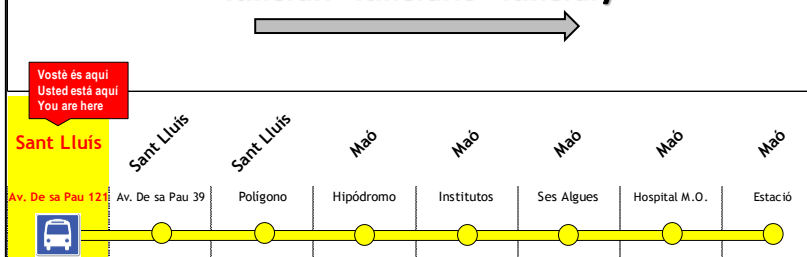 Vostè és aqui
Usted está aquí
You are here
Sant Lluís
Sant Lluís
Sant Lluís
Maó
Maó
Maó
Maó
Maó
Av. De sa Pau 121
Av. De sa Pau 39
Polígono
Hipódromo
Institutos
Ses Algues
Hospital M.O.
Estació